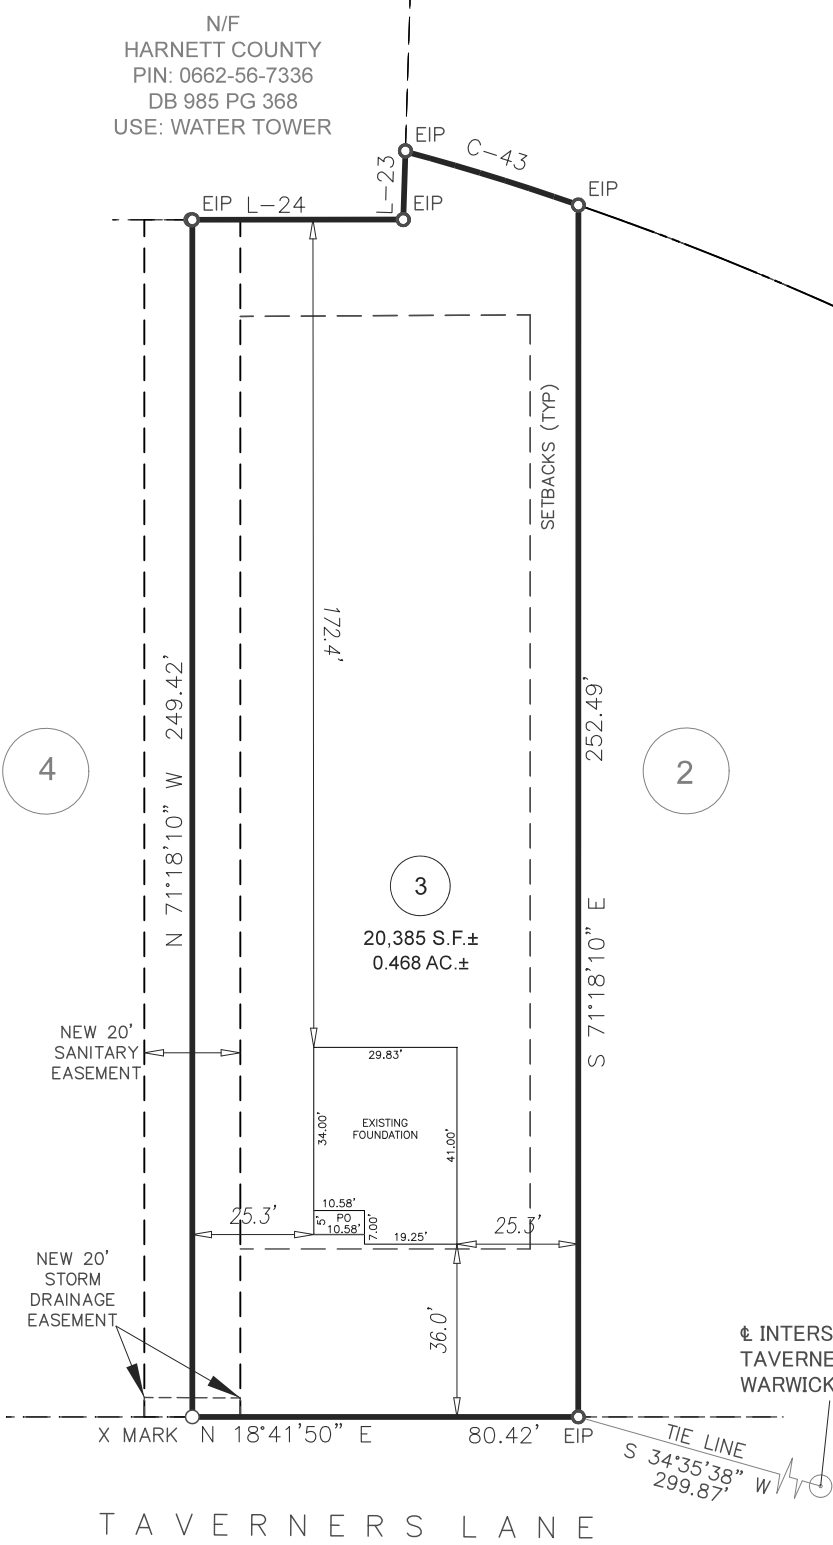 N/F
HARNETT COUNTY
PIN: 0662-56-7336
DB 985 PG 368
USE: WATER TOWER
EIP
C-43
L-23
EIP
EIP
L-24
EIP
SETBACKS (TYP)
172.4'
N 71°18'10" W 249.42'
252.49'
S 71°18'10" E
4
2
3
20,385 S.F.±
0.468 AC.±
NEW 20'
SANITARY
EASEMENT
29.83'
34.00'
EXISTING
FOUNDATION
41.00'
10.58'
5'
PO
10.58'
7.00'
19.25'
25.3'
25.3'
36.0'
NEW 20'
STORM
DRAINAGE
EASEMENT
℄ INTERS
TAVERNE
WARWICK
X MARK
N 18°41'50" E
80.42'
EIP
TIE LINE
S 34°35'38" W
299.87'
TAVERNERS LANE